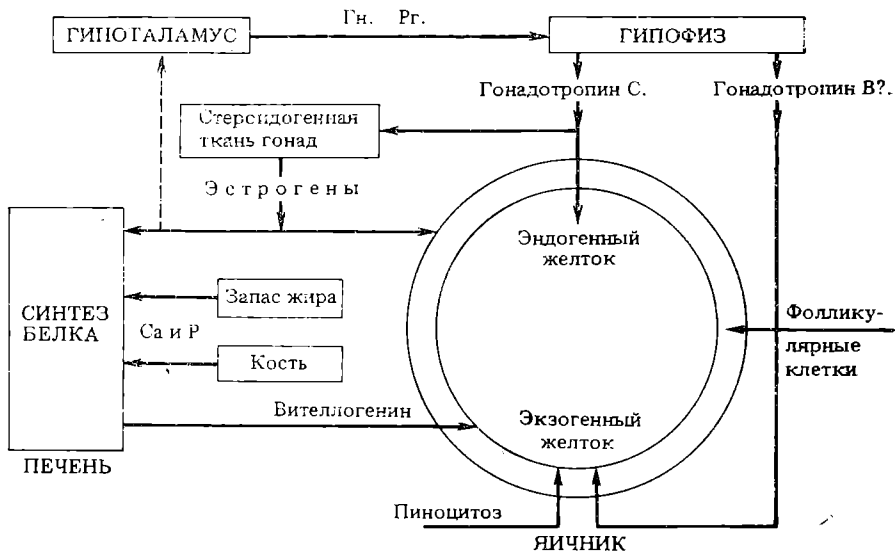 ГИПОТАЛАМУС
Гн. Рг.
ГИПОФИЗ
Гонадотропин С.
Гонадотропин В?.
Стероидогенная
ткань гонад
Эстрогены
Эндогенный
желток
СИНТЕЗ
БЕЛКА
Запас жира
Са и Р
Кость
Фоллику-
лярные
клетки
Вителлогенин
Экзогенный
желток
ПЕЧЕНЬ
Пиноцитоз
ЯИЧНИК